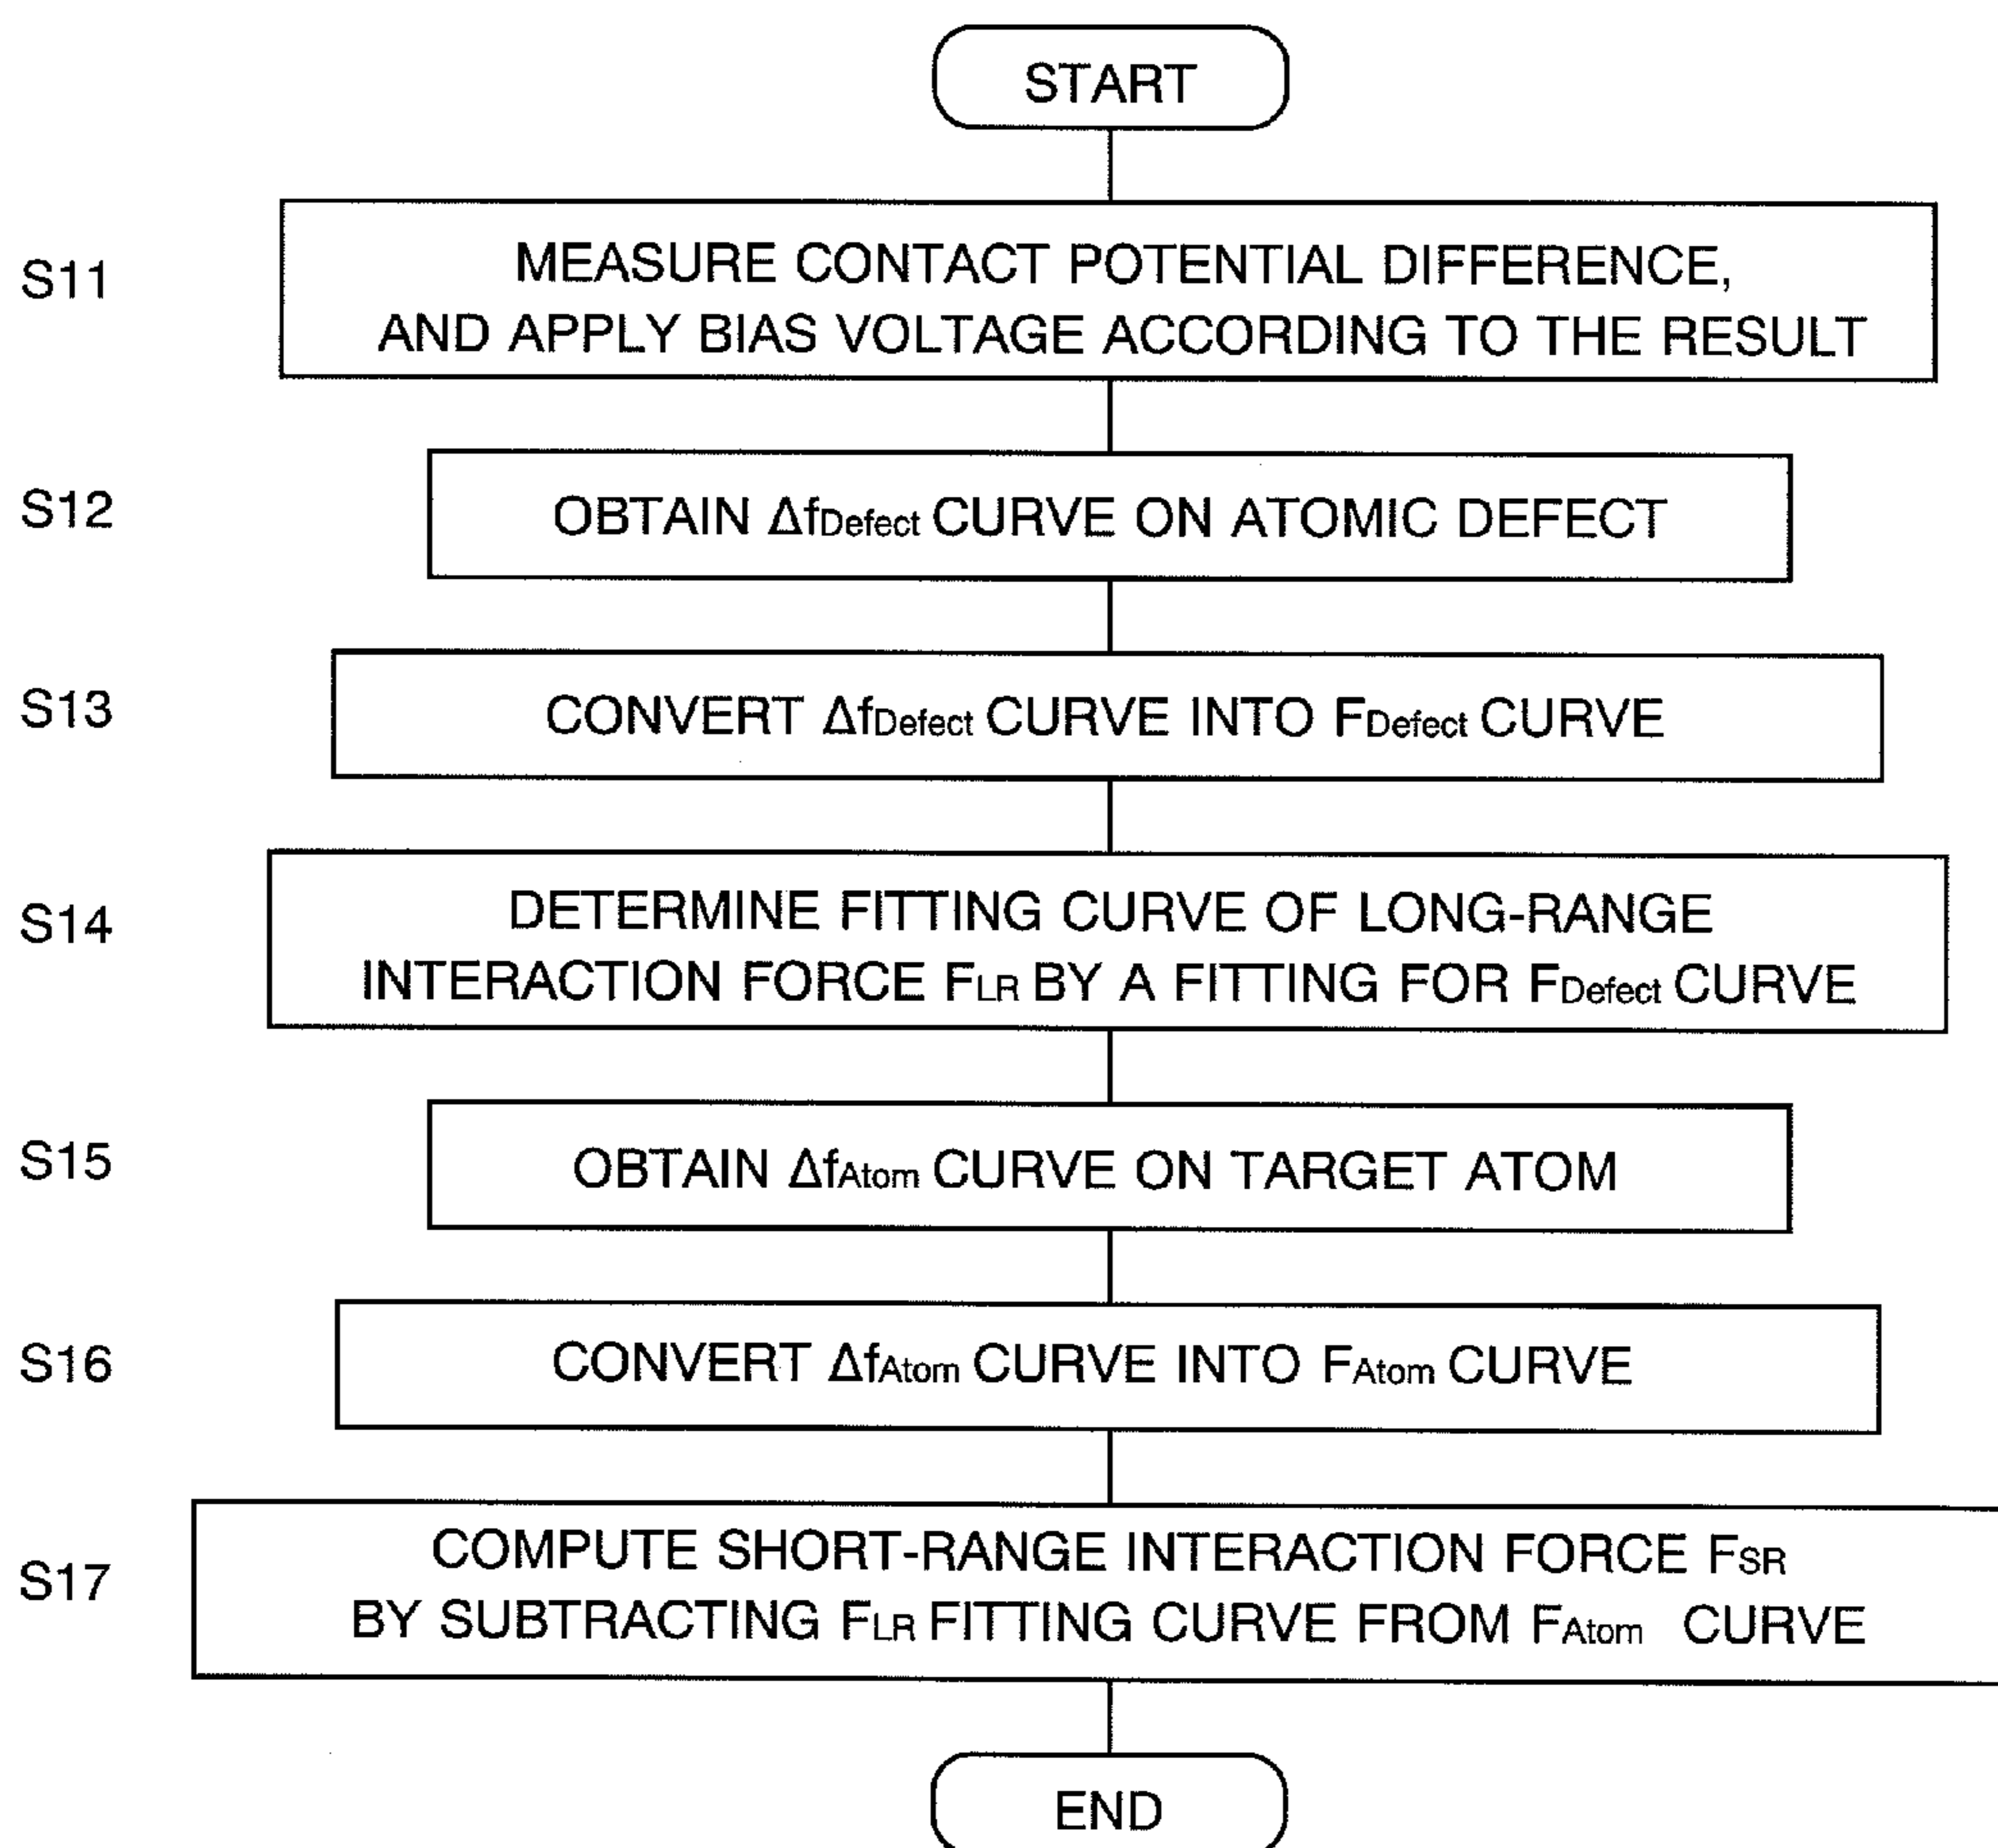 START
S11
MEASURE CONTACT POTENTIAL DIFFERENCE,
AND APPLY BIAS VOLTAGE ACCORDING TO THE RESULT
S12
OBTAIN ΔfDefect CURVE ON ATOMIC DEFECT
S13
CONVERT ΔfDefect CURVE INTO FDefect CURVE
S14
DETERMINE FITTING CURVE OF LONG-RANGE
INTERACTION FORCE FLR BY A FITTING FOR FDefect CURVE
S15
OBTAIN ΔfAtom CURVE ON TARGET ATOM
S16
CONVERT ΔfAtom CURVE INTO FAtom CURVE
S17
COMPUTE SHORT-RANGE INTERACTION FORCE FSR
BY SUBTRACTING FLR FITTING CURVE FROM FAtom CURVE
END